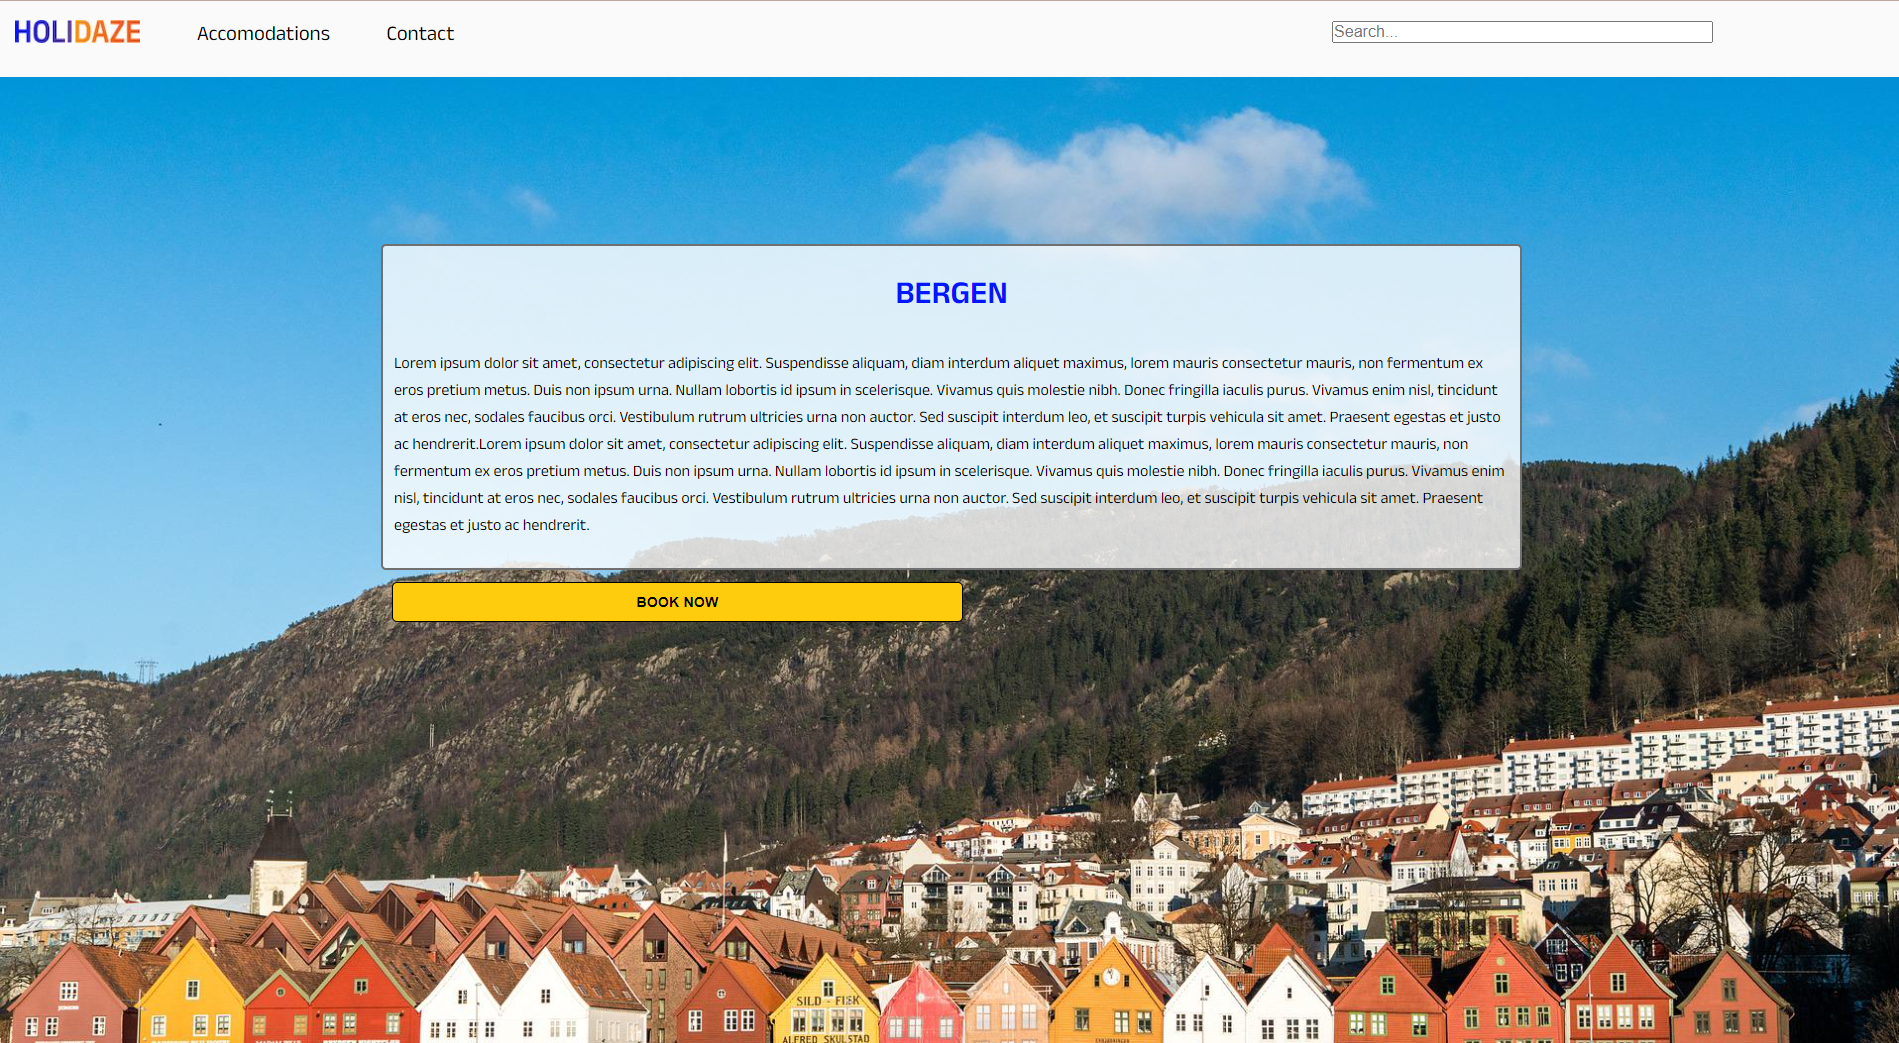 HOLIDAZE
Accomodations
Contact
Search...
BERGEN
Lorem ipsum dolor sit amet, consectetur adipiscing elit. Suspendisse aliquam, diam interdum aliquet maximus, lorem mauris consectetur mauris, non fermentum ex
eros pretium metus. Duis non ipsum urna. Nullam lobortis id ipsum in scelerisque. Vivamus quis molestie nibh. Donec fringilla iaculis purus. Vivamus enim nisl, tincidunt
at eros nec, sodales faucibus orci. Vestibulum rutrum ultricies urna non auctor. Sed suscipit interdum leo, et suscipit turpis vehicula sit amet. Praesent egestas et justo
ac hendrerit.Lorem ipsum dolor sit amet, consectetur adipiscing elit. Suspendisse aliquam, diam interdum aliquet maximus, lorem mauris consectetur mauris, non
fermentum ex eros pretium metus. Duis non ipsum urna. Nullam lobortis id ipsum in scelerisque. Vivamus quis molestie nibh. Donec fringilla iaculis purus. Vivamus enim
nisl, tincidunt at eros nec, sodales faucibus orci. Vestibulum rutrum ultricies urna non auctor. Sed suscipit interdum leo, et suscipit turpis vehicula sit amet. Praesent
egestas et justo ac hendrerit.
BOOK NOW
SILD - FISK
ALFRED SKULSTAD